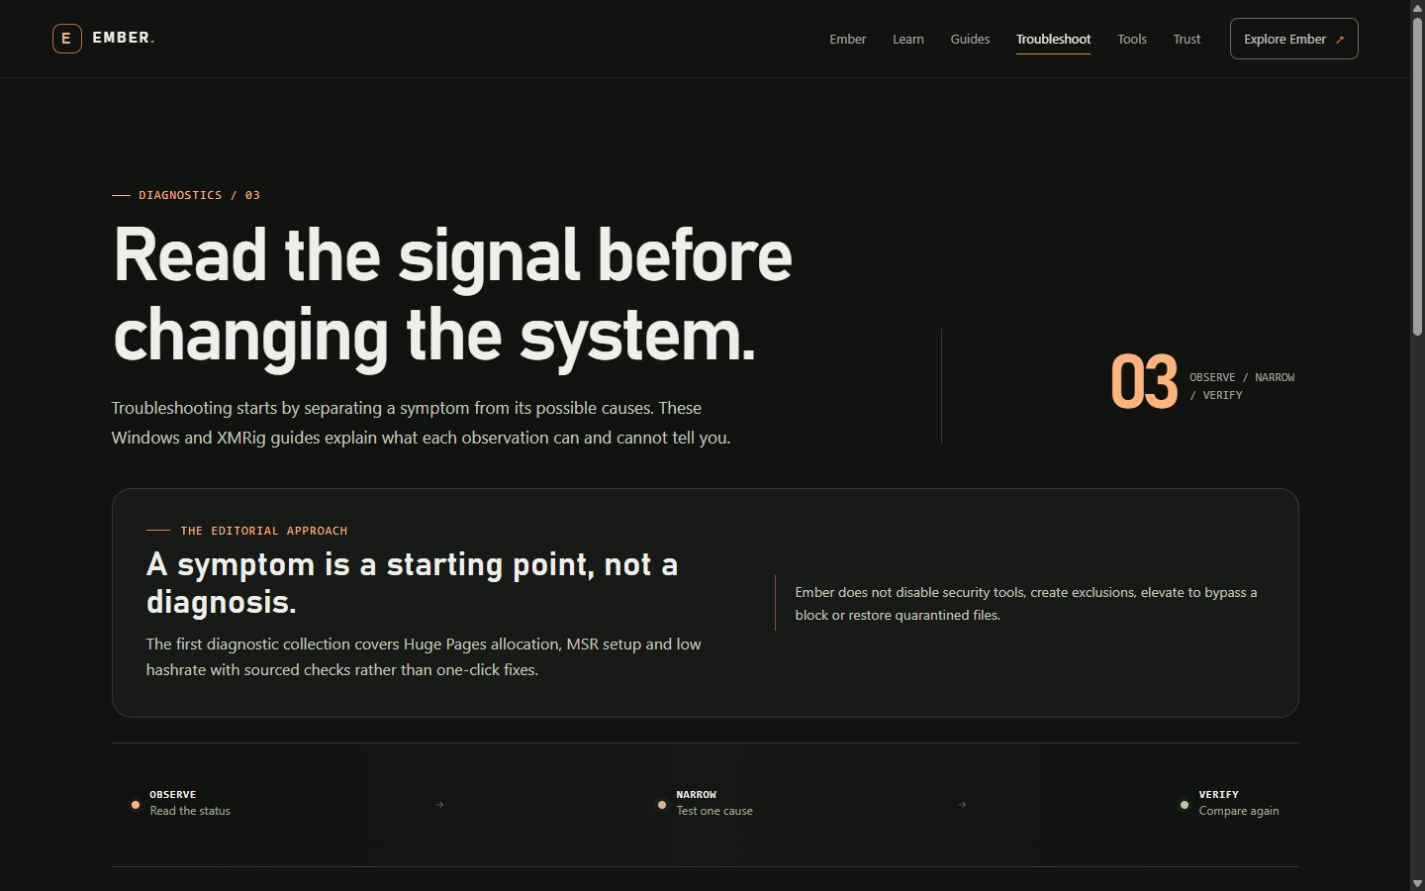 E EMBER.
Ember Learn Guides Troubleshoot Tools Trust Explore Ember ↗
DIAGNOSTICS / 03
Read the signal before
changing the system.
Troubleshooting starts by separating a symptom from its possible causes. These
Windows and XMRig guides explain what each observation can and cannot tell you.
03
OBSERVE / NARROW
/ VERIFY
THE EDITORIAL APPROACH
A symptom is a starting point, not a
diagnosis.
The first diagnostic collection covers Huge Pages allocation, MSR setup and low
hashrate with sourced checks rather than one-click fixes.
Ember does not disable security tools, create exclusions, elevate to bypass a
block or restore quarantined files.
OBSERVE
Read the status
→
NARROW
Test one cause
→
VERIFY
Compare again